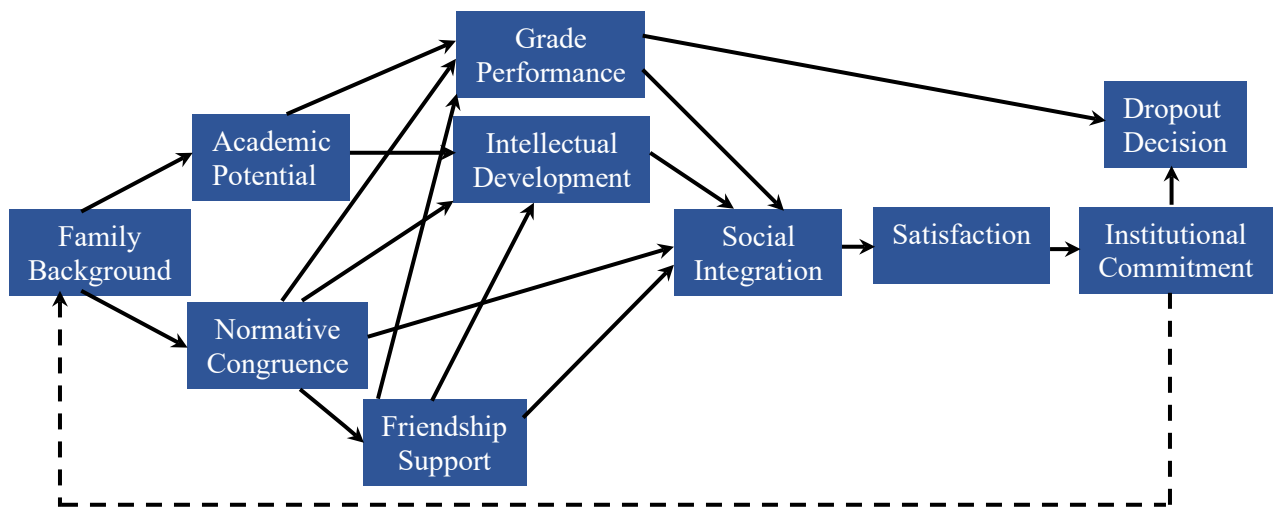 Grade
Performance
Dropout
Decision
Academic
Potential
Intellectual
Development
Family
Background
Social
Integration
Satisfaction
Institutional
Commitment
Normative
Congruence
Friendship
Support